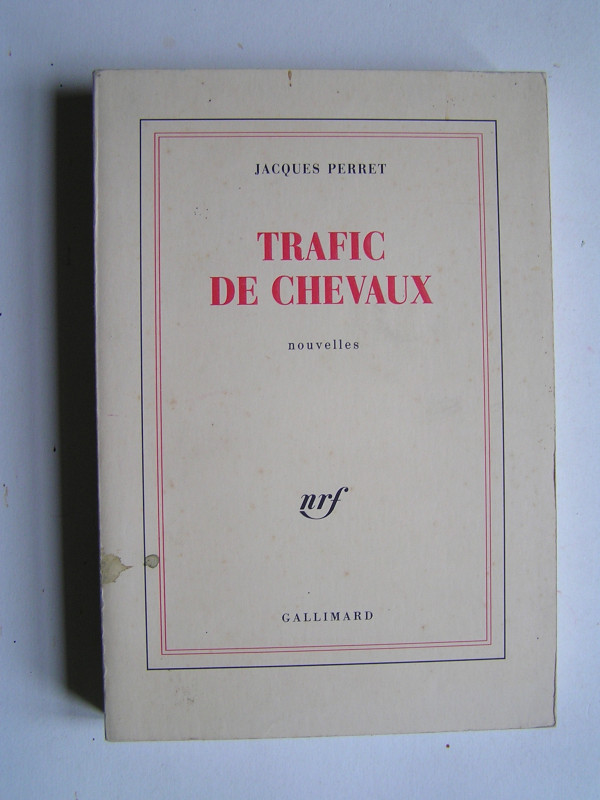 JACQUES PERRET
TRAFIC
DE CHEVAUX
nouvelles
nrf
GALLIMARD